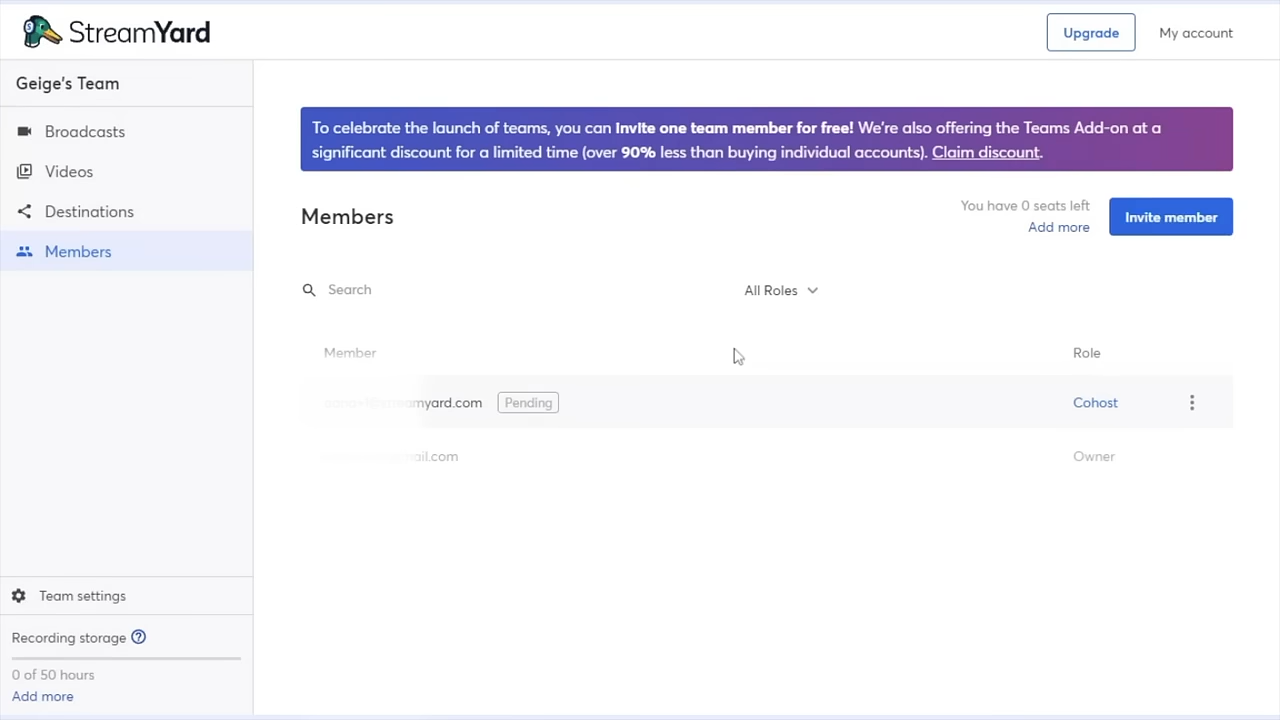 StreamYard
Upgrade
My account
Geige's Team
Broadcasts
Videos
Destinations
Members
To celebrate the launch of teams, you can Invite one team member for free! We're also offering the Teams Add-on at a
significant discount for a limited time (over 90% less than buying individual accounts). Claim discount.
Members
You have 0 seats left
Add more
Invite member
Search
All Roles
Member
Role
Pending
Cohost
Owner
Team settings
Recording storage
0 of 50 hours
Add more